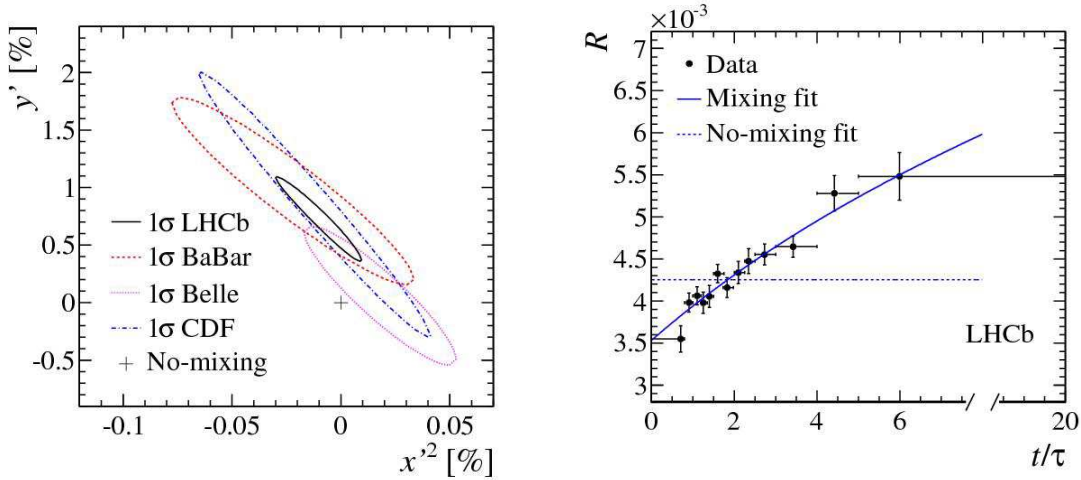 y' [%]
2
1.5
1
0.5
0
-0.5
1σ LHCb
1σ BaBar
1σ Belle
1σ CDF
No-mixing
-0.1 -0.05 0 0.05
x'² [%]
×10⁻³
R
7
6.5
6
5.5
5
4.5
4
3.5
3
Data
Mixing fit
No-mixing fit
LHCb
0 2 4 6 20
t/τ